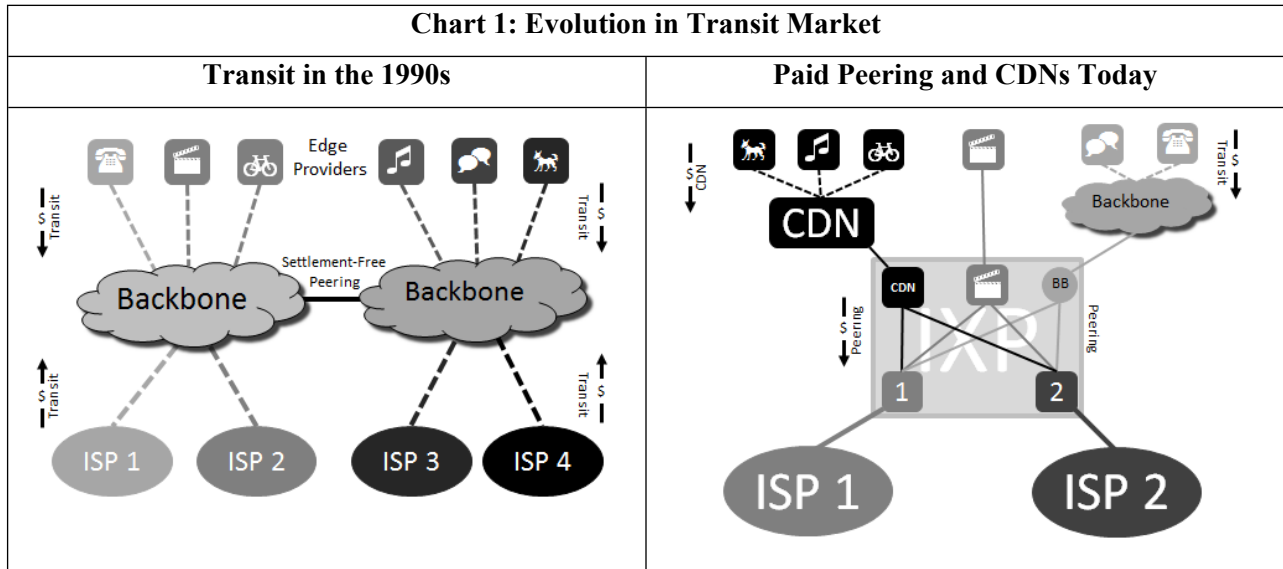 Chart 1: Evolution in Transit Market
Transit in the 1990s
Paid Peering and CDNs Today
Edge
Providers
$
Transit
$
Transit
Settlement-Free
Peering
Backbone
Backbone
$
Transit
$
Transit
ISP 1
ISP 2
ISP 3
ISP 4
$
CDN
$
Transit
CDN
Backbone
CDN
BB
IXP
$
Peering
Peering
1
2
ISP 1
ISP 2